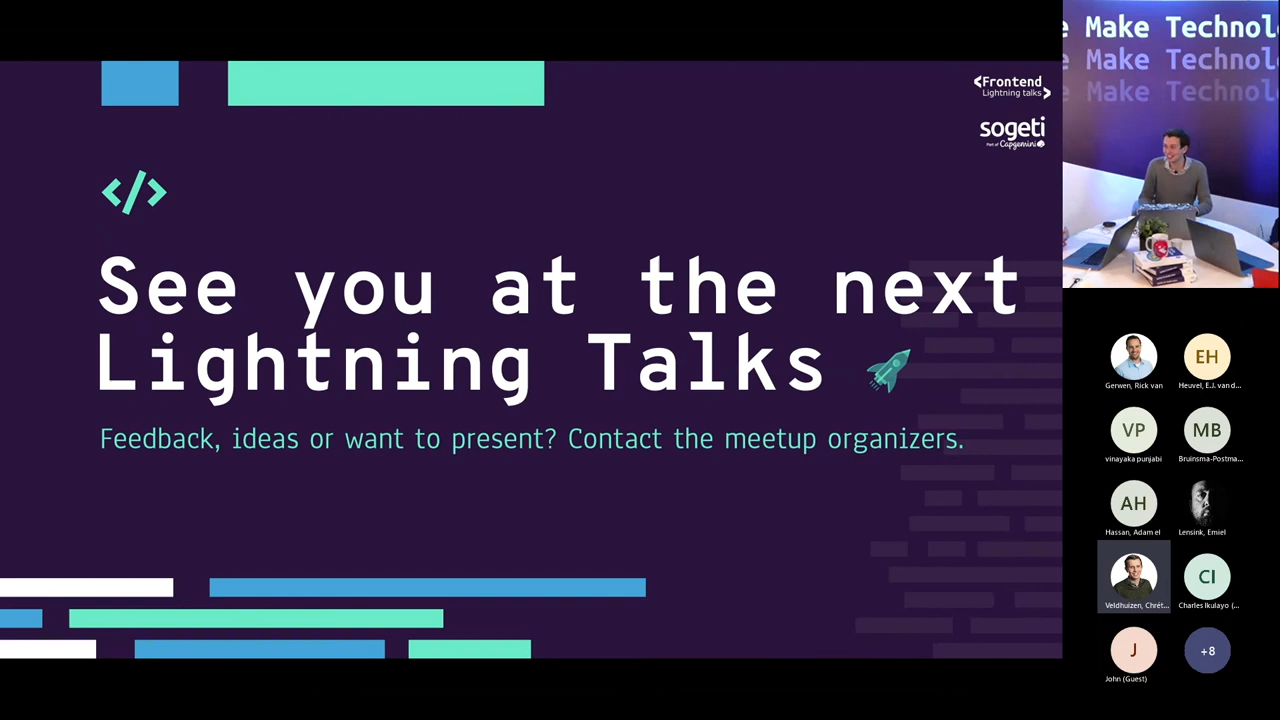 <Frontend
Lightning talks>
sogeti
Part of Capgemini
</>
See you at the next
Lightning Talks
Feedback, ideas or want to present? Contact the meetup organizers.
e Make Technol
e Make Technol
e Make Technol
Gerwen, Rick van
EH
Heuvel, E.J. van d...
VP
vinayaka punjabi
MB
Bruinsma-Postma...
AH
Hassan, Adam el
Lensink, Emiel
Veldhuizen, Chrét...
CI
Charles Ikulayo (...
J
John (Guest)
+8